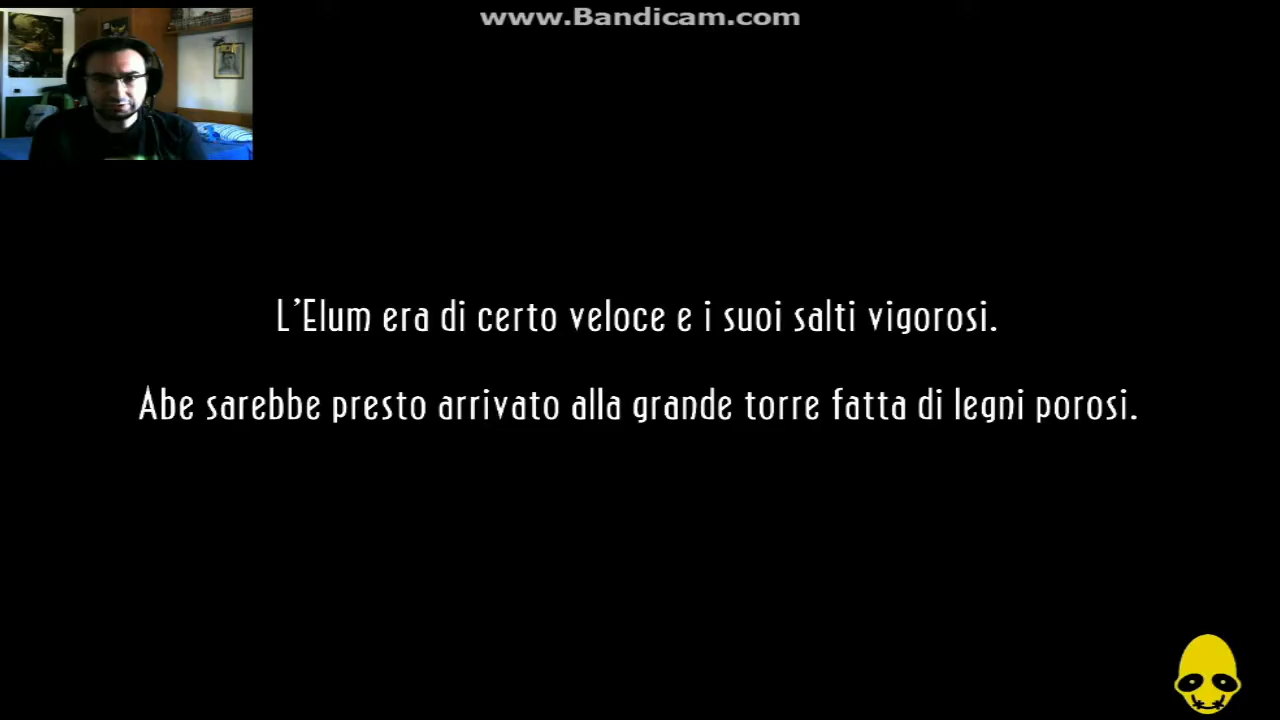 www.Bandicam.com
L'Elum era di certo veloce e i suoi salti vigorosi.
Abe sarebbe presto arrivato alla grande torre fatta di legni porosi.